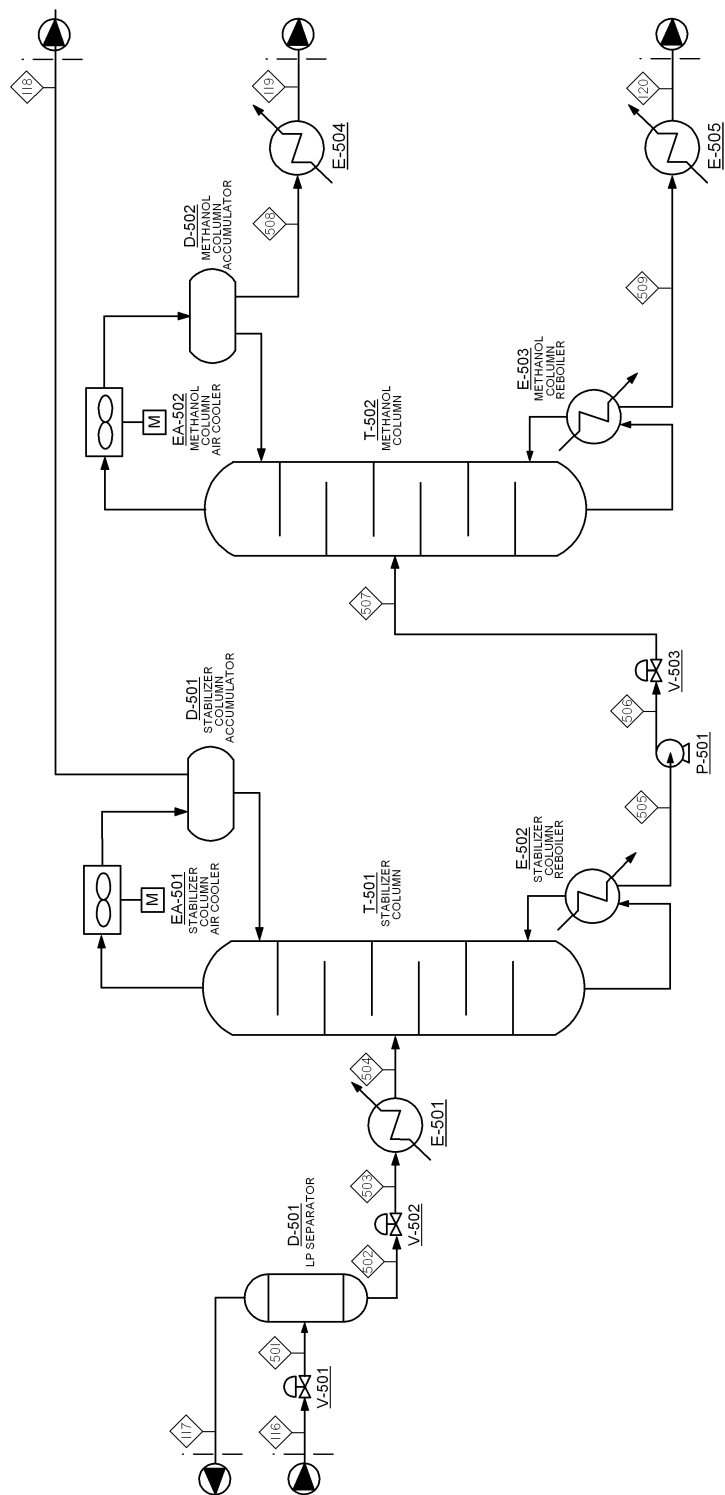 118
119
120
E-504
E-505
D-502
METHANOL
COLUMN
ACCUMULATOR
508
509
EA-502
METHANOL
COLUMN
AIR COOLER
M
T-502
METHANOL
COLUMN
E-503
METHANOL
COLUMN
REBOILER
507
D-501
STABILIZER
COLUMN
ACCUMULATOR
V-503
506
P-501
505
EA-501
STABILIZER
COLUMN
AIR COOLER
M
T-501
STABILIZER
COLUMN
E-502
STABILIZER
COLUMN
REBOILER
504
E-501
503
V-502
502
D-501
LP SEPARATOR
501
V-501
117
116